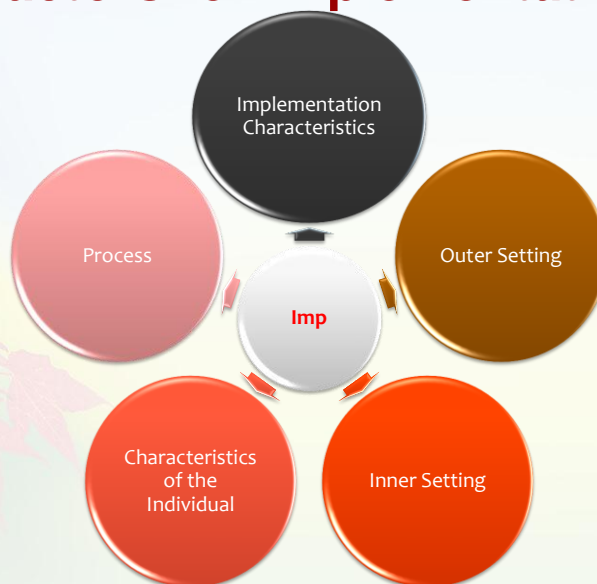 Implementation
Characteristics
Process
Outer Setting
Imp
Characteristics
of the
Individual
Inner Setting